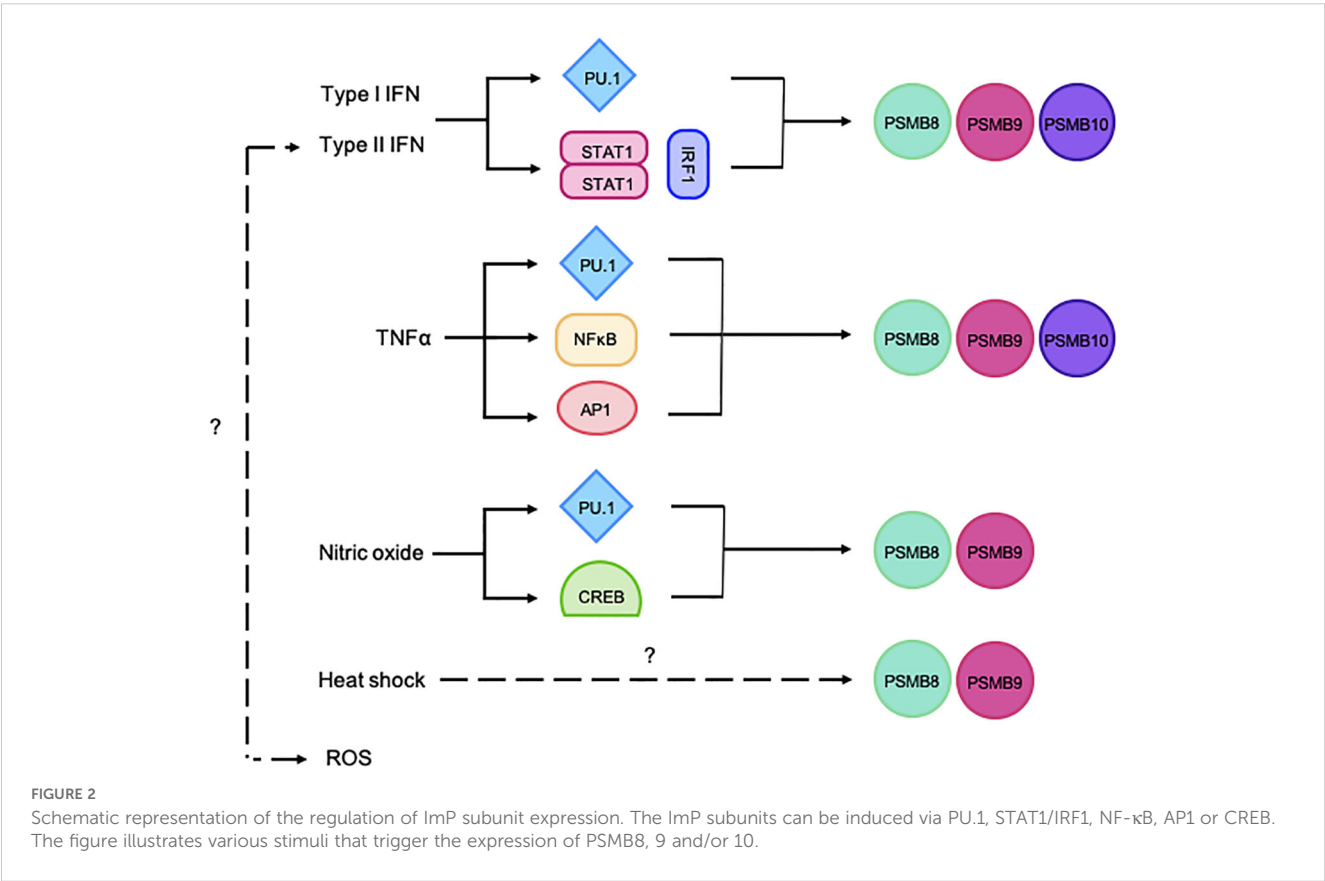 Type I IFN
Type II IFN
PU.1
STAT1
STAT1
IRF1
PSMB8 PSMB9 PSMB10
TNFα
PU.1
NFκB
AP1
PSMB8 PSMB9 PSMB10
?
Nitric oxide
PU.1
CREB
PSMB8 PSMB9
Heat shock
?
PSMB8 PSMB9
ROS
FIGURE 2
Schematic representation of the regulation of ImP subunit expression. The ImP subunits can be induced via PU.1, STAT1/IRF1, NF-κB, AP1 or CREB.
The figure illustrates various stimuli that trigger the expression of PSMB8, 9 and/or 10.